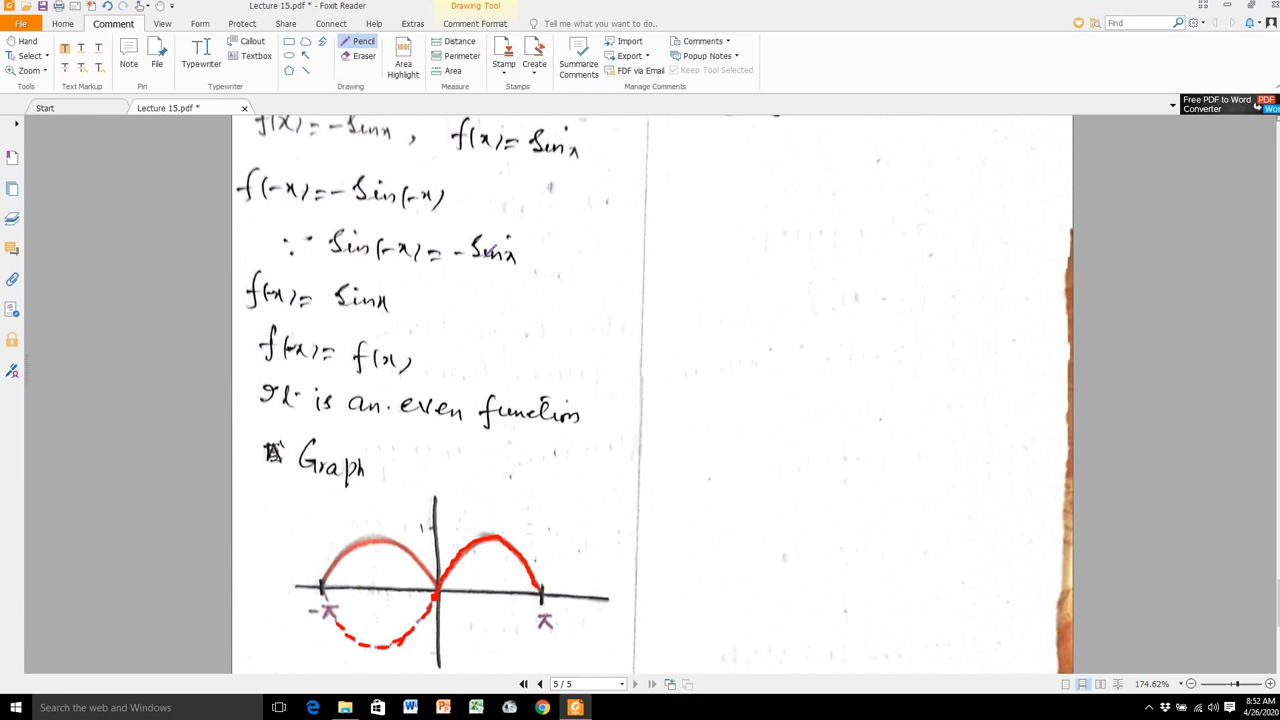 Lecture 15.pdf * - Foxit Reader
Drawing Tool
File Home Comment View Form Protect Share Connect Help Extras Comment Format Tell me what you want to do... Find
Hand
Select
Zoom
Tools
Text Markup
Note
File
Pin
Typewriter
Callout
Textbox
Typewriter
Pencil
Eraser
Drawing
Area Highlight
Distance
Perimeter
Area
Measure
Stamp
Create
Stamps
Summarize Comments
Import
Export
FDF via Email
Comments
Popup Notes
Keep Tool Selected
Manage Comments
Start
Lecture 15.pdf *
Free PDF to Word Converter
PDF
Wor
f(x) = - Sinx , f(x) = Sinx
f(-x) = - Sin(-x)
∵ Sin(-x) = - Sinx
f(-x) = Sinx
f(-x) = f(x)
It is an even function
Graph
1
-π
π
5 / 5
174.62%
Search the web and Windows
8:52 AM
4/26/2020